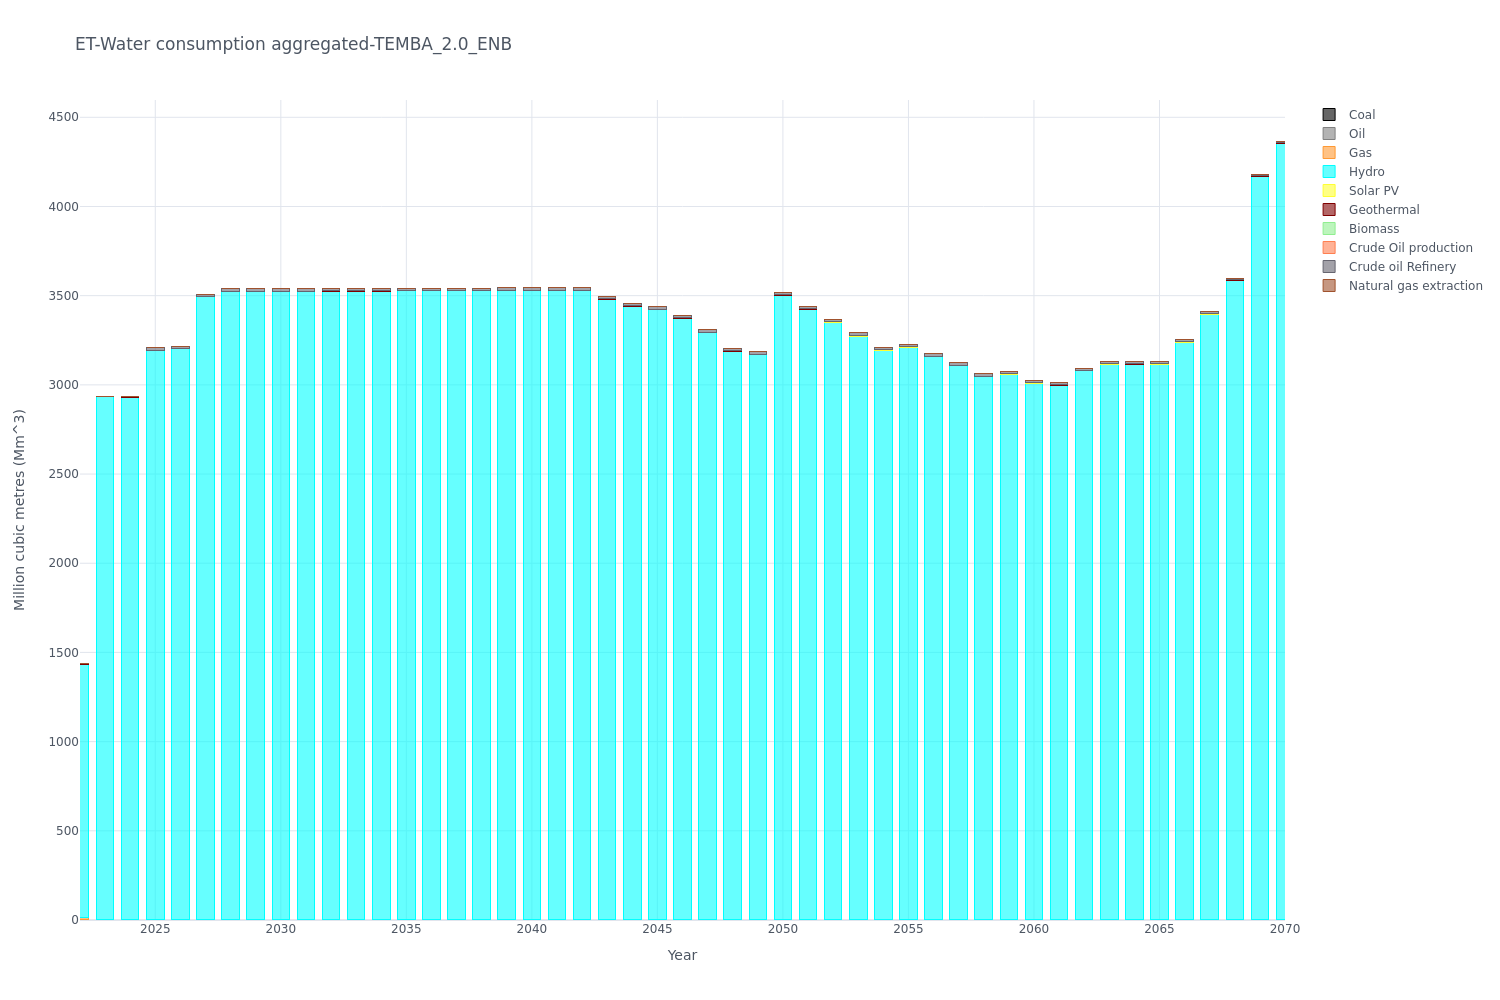 ET-Water consumption aggregated-TEMBA_2.0_ENB
Million cubic metres (Mm^3)
4500
4000
3500
3000
2500
2000
1500
1000
500
0
2025 2030 2035 2040 2045 2050 2055 2060 2065 2070
Year
Coal
Oil
Gas
Hydro
Solar PV
Geothermal
Biomass
Crude Oil production
Crude oil Refinery
Natural gas extraction